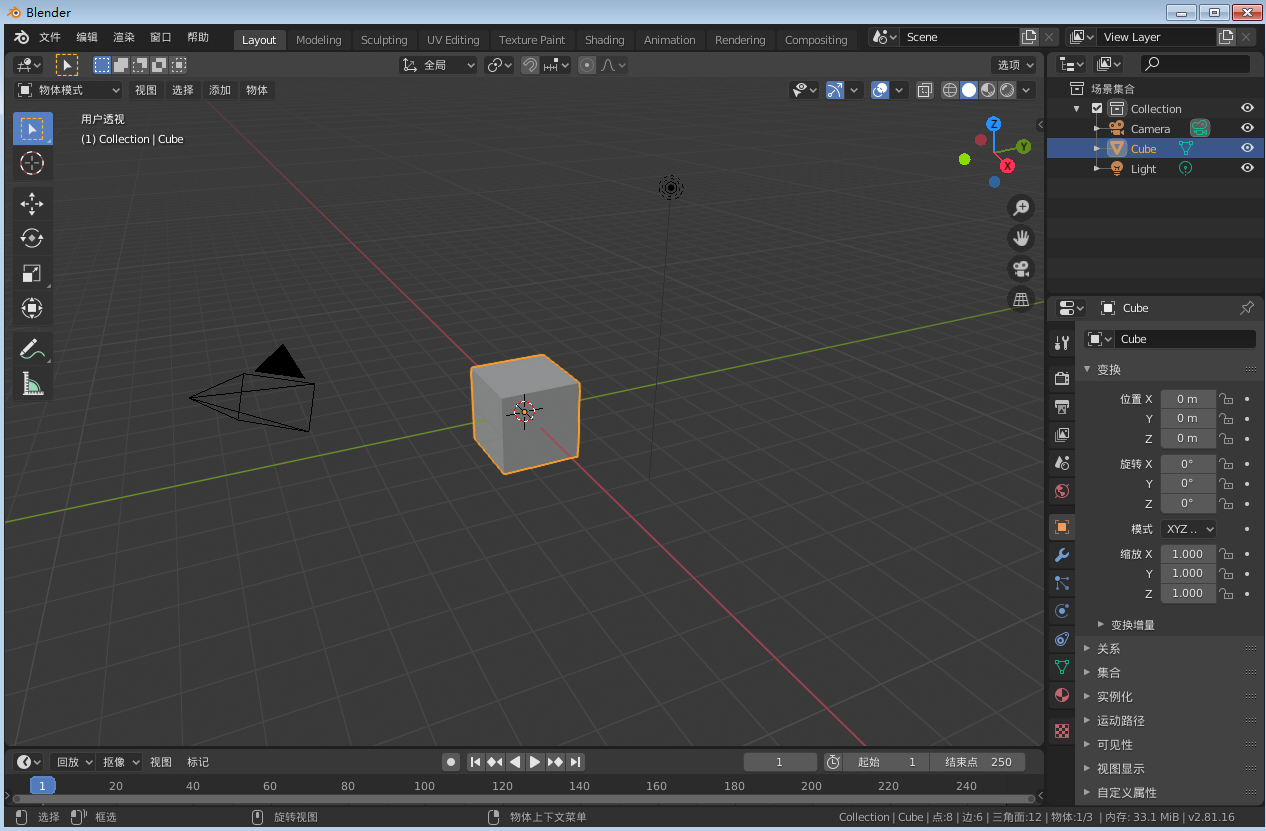 Blender
文件 编辑 渲染 窗口 帮助 Layout Modeling Sculpting UV Editing Texture Paint Shading Animation Rendering Compositing Scene View Layer
全局 选项
物体模式 视图 选择 添加 物体
用户透视
(1) Collection | Cube
Z
Y
X
场景集合
Collection
Camera
Cube
Light
Cube
Cube
变换
位置 X 0 m
Y 0 m
Z 0 m
旋转 X 0°
Y 0°
Z 0°
模式 XYZ ..
缩放 X 1.000
Y 1.000
Z 1.000
变换增量
关系
集合
实例化
运动路径
可见性
视图显示
自定义属性
回放 抠像 视图 标记 1 起始 1 结束点 250
1 20 40 60 80 100 120 140 160 180 200 220 240
选择 框选 旋转视图 物体上下文菜单 Collection | Cube | 点:8 | 边:6 | 三角面:12 | 物体:1/3 | 内存: 33.1 MiB | v2.81.16